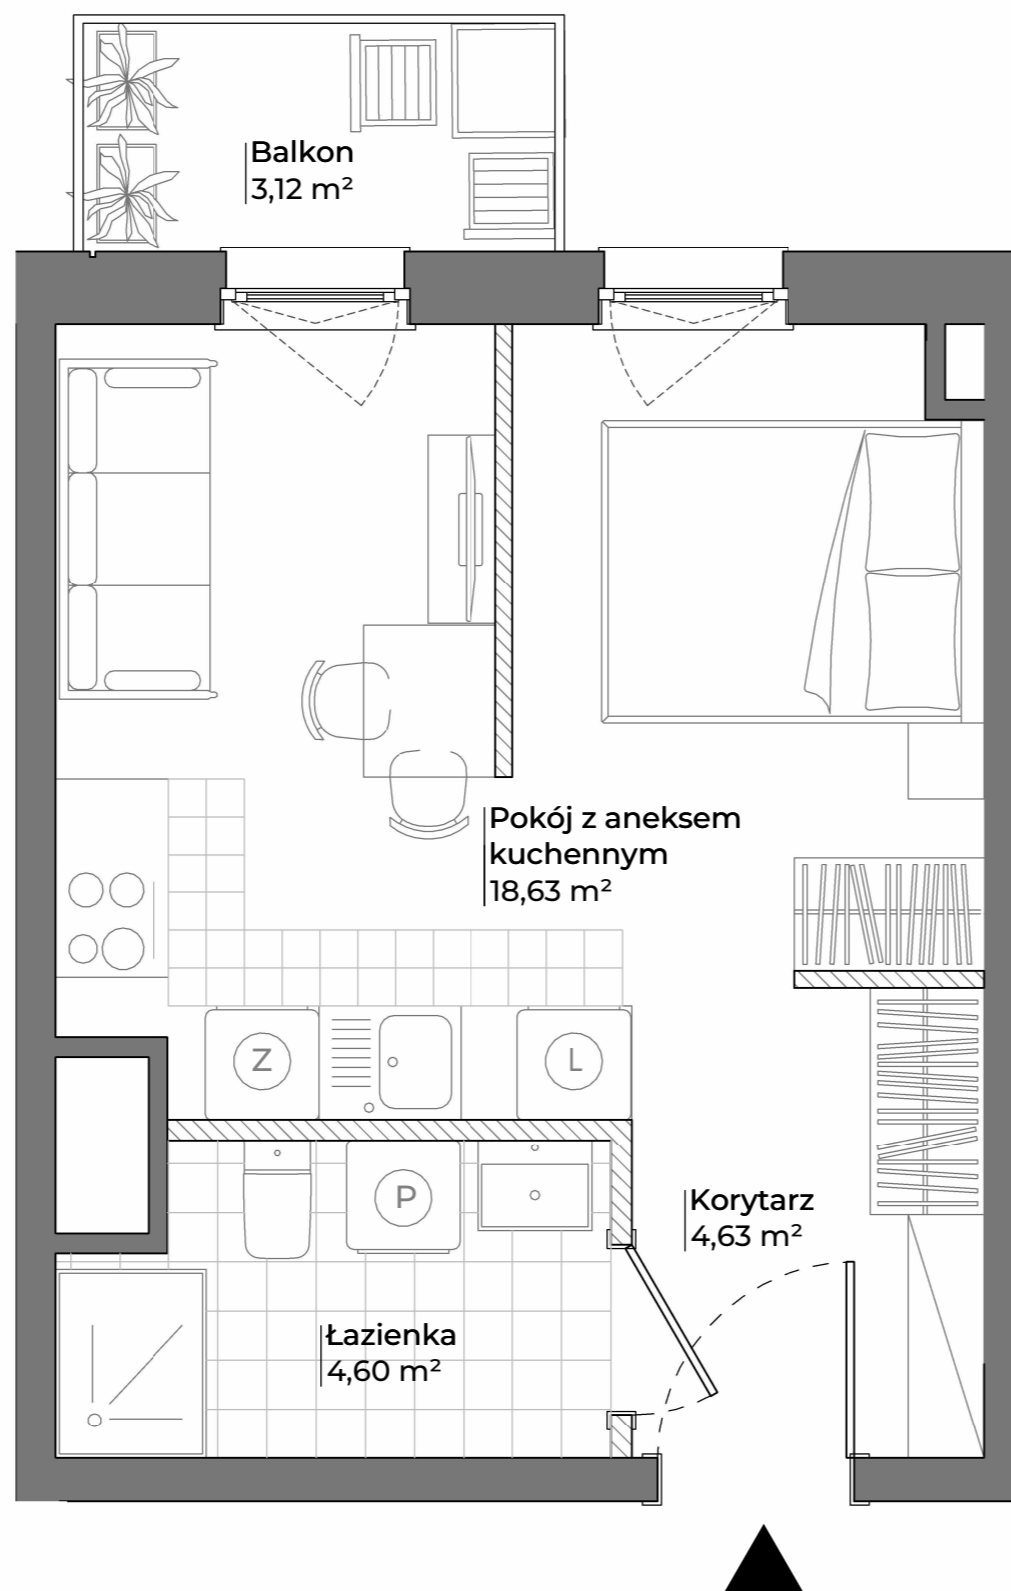 Balkon
3,12 m²
Pokój z aneksem
kuchennym
18,63 m²
Z
L
P
Korytarz
4,63 m²
Łazienka
4,60 m²